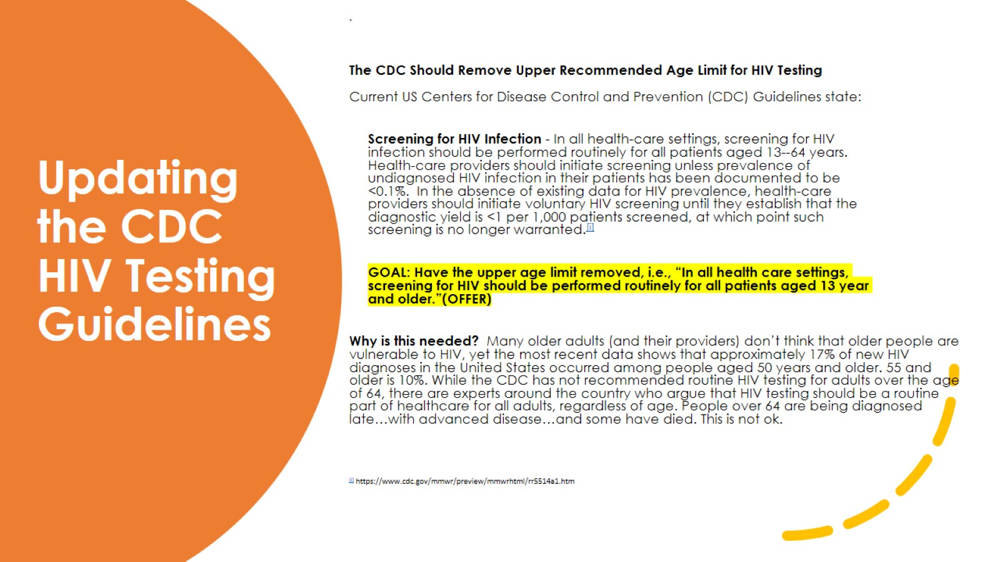 Updating
the CDC
HIV Testing
Guidelines
`
The CDC Should Remove Upper Recommended Age Limit for HIV Testing
Current US Centers for Disease Control and Prevention (CDC) Guidelines state:
Screening for HIV Infection - In all health-care settings, screening for HIV
infection should be performed routinely for all patients aged 13--64 years.
Health-care providers should initiate screening unless prevalence of
undiagnosed HIV infection in their patients has been documented to be
<0.1%.  In the absence of existing data for HIV prevalence, health-care
providers should initiate voluntary HIV screening until they establish that the
diagnostic yield is <1 per 1,000 patients screened, at which point such
screening is no longer warranted.[i]
GOAL: Have the upper age limit removed, i.e., “In all health care settings,
screening for HIV should be performed routinely for all patients aged 13 year
and older.”(OFFER)
Why is this needed?  Many older adults (and their providers) don’t think that older people are
vulnerable to HIV, yet the most recent data shows that approximately 17% of new HIV
diagnoses in the United States occurred among people aged 50 years and older. 55 and
older is 10%. While the CDC has not recommended routine HIV testing for adults over the age
of 64, there are experts around the country who argue that HIV testing should be a routine
part of healthcare for all adults, regardless of age. People over 64 are being diagnosed
late…with advanced disease…and some have died. This is not ok.
[i] https://www.cdc.gov/mmwr/preview/mmwrhtml/rr5514a1.htm